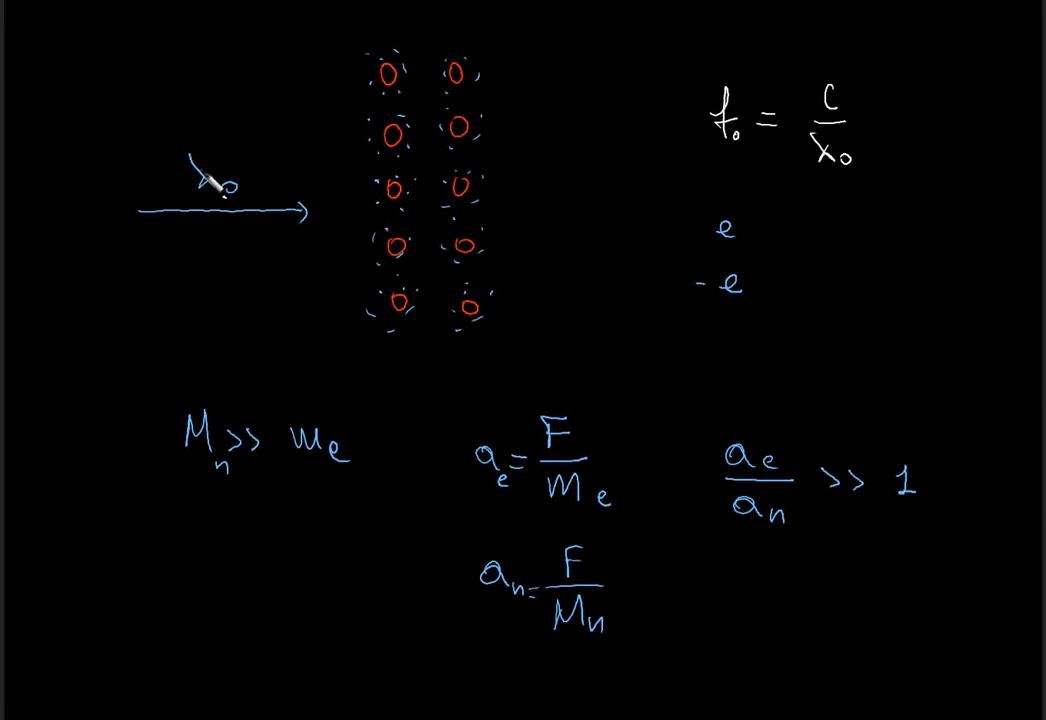 f₀ = c/λ₀
λ₀
e
-e
Mₙ >> mₑ
aₑ = F/mₑ
aₑ/aₙ >> 1
aₙ = F/Mₙ